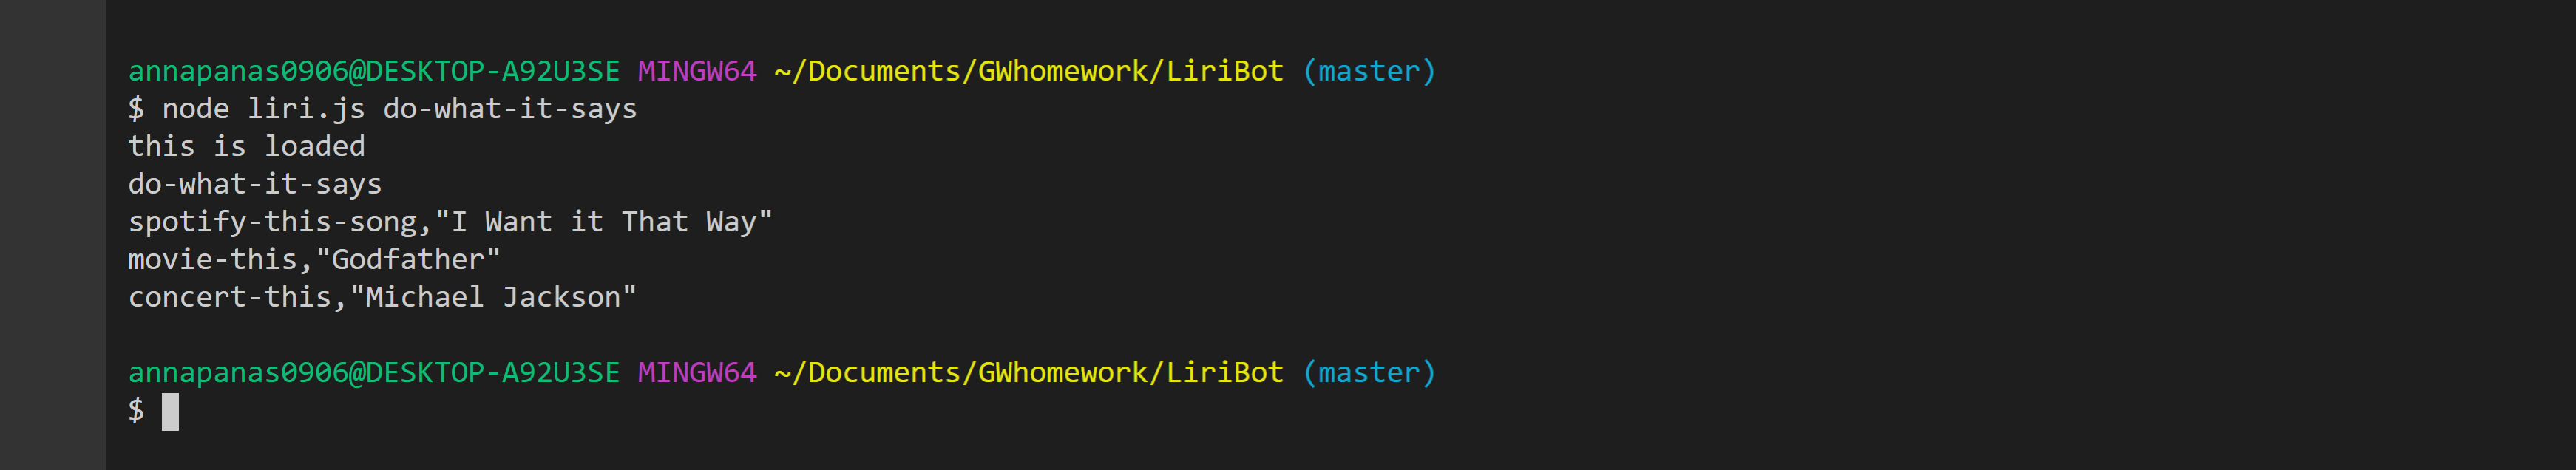 annapanas0906@DESKTOP-A92U3SE MINGW64 ~/Documents/GWhomework/LiriBot (master)
$ node liri.js do-what-it-says
this is loaded
do-what-it-says
spotify-this-song,"I Want it That Way"
movie-this,"Godfather"
concert-this,"Michael Jackson"
annapanas0906@DESKTOP-A92U3SE MINGW64 ~/Documents/GWhomework/LiriBot (master)
$